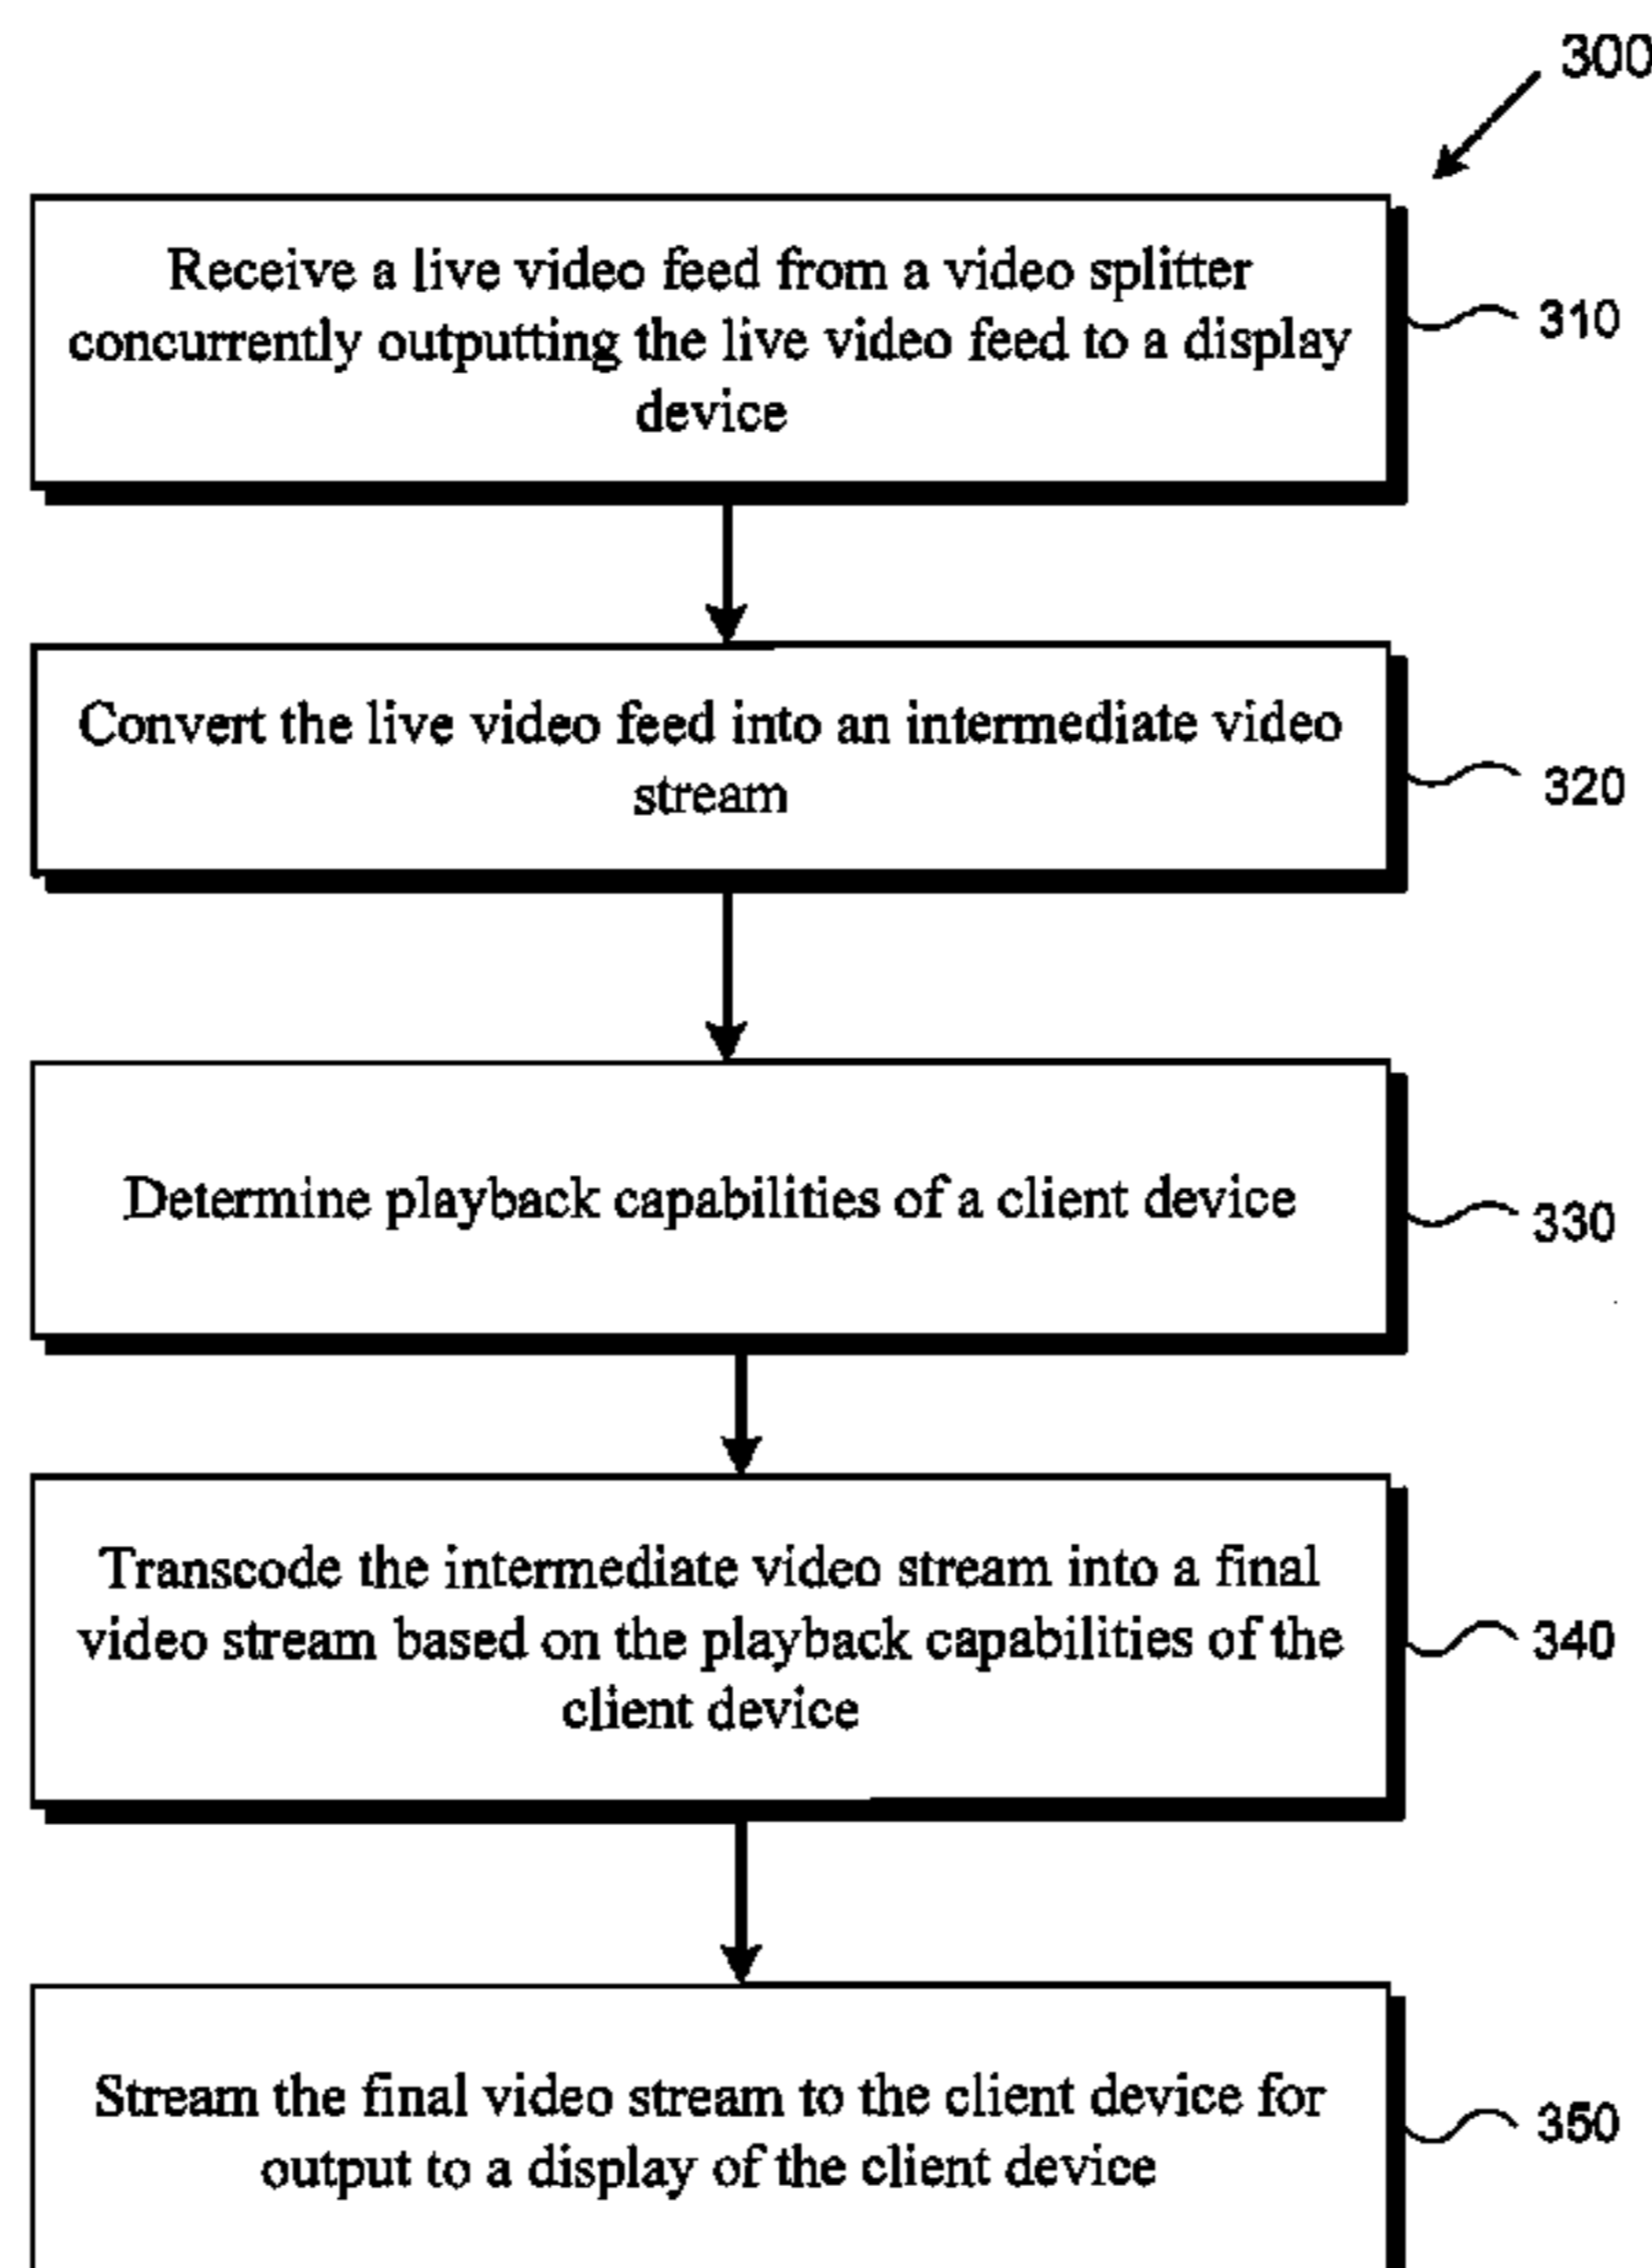 300
Receive a live video feed from a video splitter
concurrently outputting the live video feed to a display
device
310
Convert the live video feed into an intermediate video
stream
320
Determine playback capabilities of a client device
330
Transcode the intermediate video stream into a final
video stream based on the playback capabilities of the
client device
340
Stream the final video stream to the client device for
output to a display of the client device
350